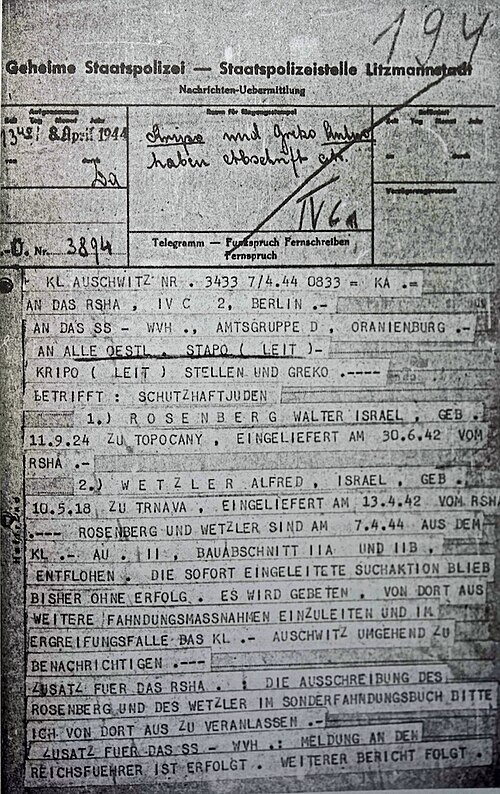 194
Geheime Staatspolizei — Staatspolizeistelle Litzmannstadt
Nachrichten-Uebermittlung
Aufgenommen
Raum für Eingangsstempel
Zeit Tag Monat Jahr
8. April 1944
von durch
Kripo und Greko
haben Abschrift erh.
IV 6a
Nr. 3894
Telegramm — Funkspruch Fernschreiben
Fernspruch
KL AUSCHWITZ NR . 3433 7/4.44 0833 = KA .=
AN DAS RSHA , IV C 2, BERLIN .-
AN DAS SS - WVH ., AMTSGRUPPE D , ORANIENBURG .-
AN ALLE OESTL . STAPO ( LEIT )-
KRIPO ( LEIT ) STELLEN UND GREKO .----
BETRIFFT : SCHUTZHAFTJUDEN
1.) R O S E N B E R G WALTER ISRAEL , GEB .
11.9.24 ZU TOPOCANY , EINGELIEFERT AM 30.6.42 VOM
RSHA .-
2.) W E T Z L E R ALFRED , ISRAEL , GEB .
10.5.18 ZU TRNAVA , EINGELIEFERT AM 13.4.42 VOM RSHA
.---- ROSENBERG UND WETZLER SIND AM 7.4.44 AUS DEM
KL .- AU . II , BAUABSCHNITT IIA UND IIB ,
ENTFLOHEN . DIE SOFORT EINGELEITETE SUCHAKTION BLIEB
BISHER OHNE ERFOLG . ES WIRD GEBETEN , VON DORT AUS
WEITERE FAHNDUNGSMASSNAHMEN EINZULEITEN UND IM
ERGREIFUNGSFALLE DAS KL .- AUSCHWITZ UMGEHEND ZU
BENACHRICHTIGEN .----
ZUSATZ FUER DAS RSHA . : DIE AUSSCHREIBUNG DES
ROSENBERG UND DES WETZLER IM SONDERFAHNDUNGSBUCH BITTE
ICH VON DORT AUS ZU VERANLASSEN .-
ZUSATZ FUER DAS SS - WVH .: MELDUNG AN DEN
REICHSFUEHRER IST ERFOLGT . WEITERER BERICHT FOLGT .